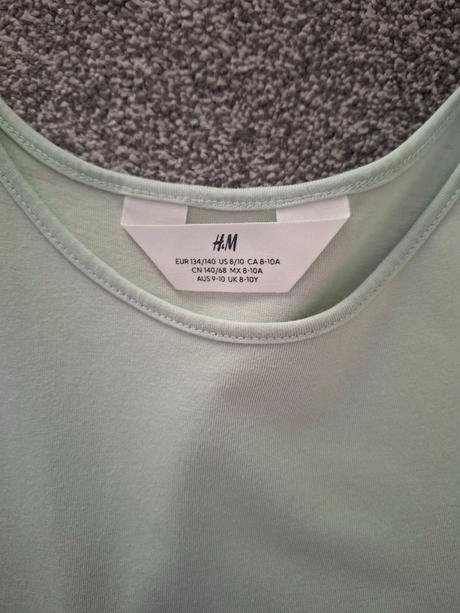 H&M
EUR 134/140 US 8/10 CA 8-10A
CN 140/68 MX 8-10A
AUS 9-10 UK 8-10Y